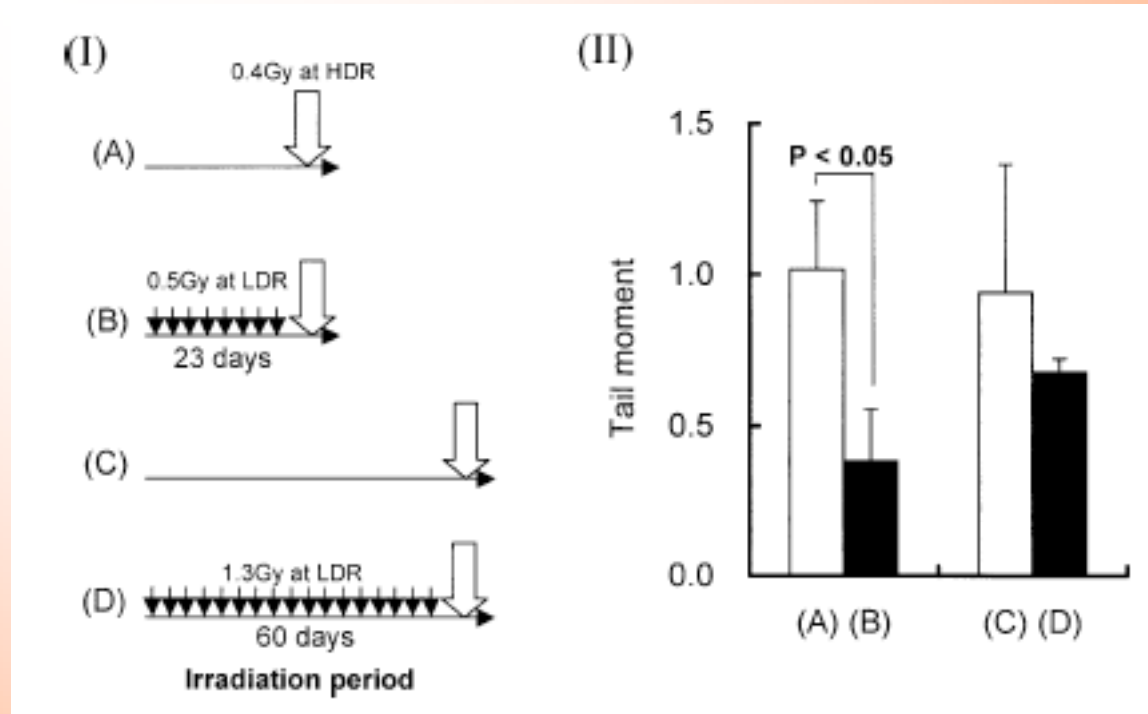 (I)
0.4Gy at HDR
(A)
0.5Gy at LDR
(B)
23 days
(C)
1.3Gy at LDR
(D)
60 days
Irradiation period
(II)
1.5
P < 0.05
1.0
Tail moment
0.5
0.0
(A) (B) (C) (D)